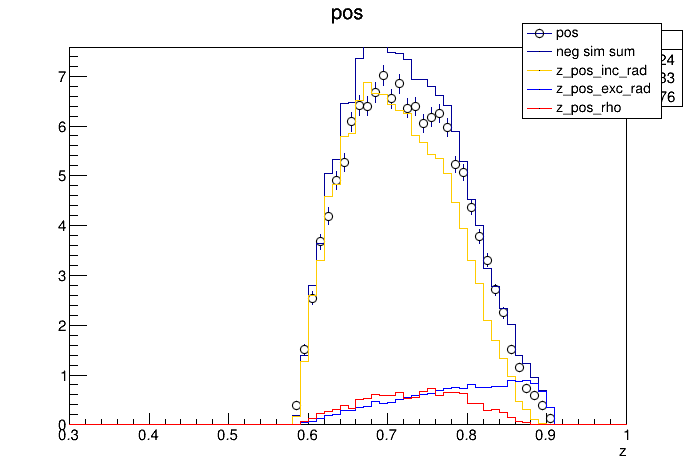 pos
pos
neg sim sum
z_pos_inc_rad
z_pos_exc_rad
z_pos_rho
24
33
76
7
6
5
4
3
2
1
0
0.3 0.4 0.5 0.6 0.7 0.8 0.9 1
z